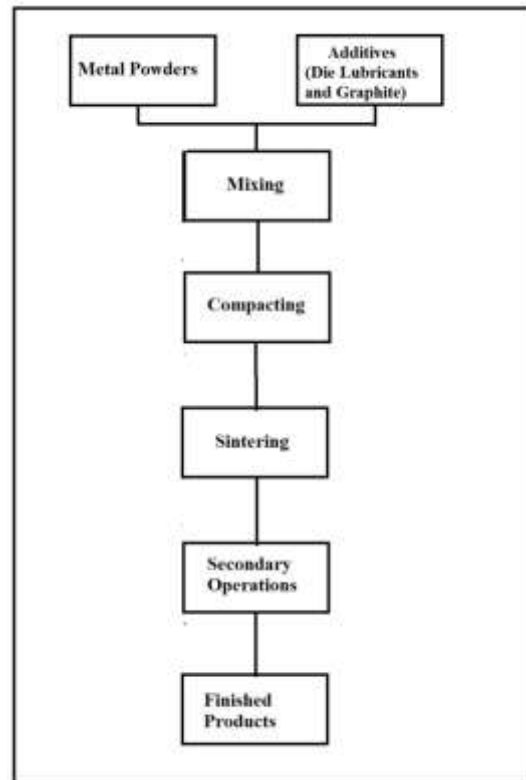 Metal Powders
Additives
(Die Lubricants
and Graphite)
Mixing
Compacting
Sintering
Secondary
Operations
Finished
Products